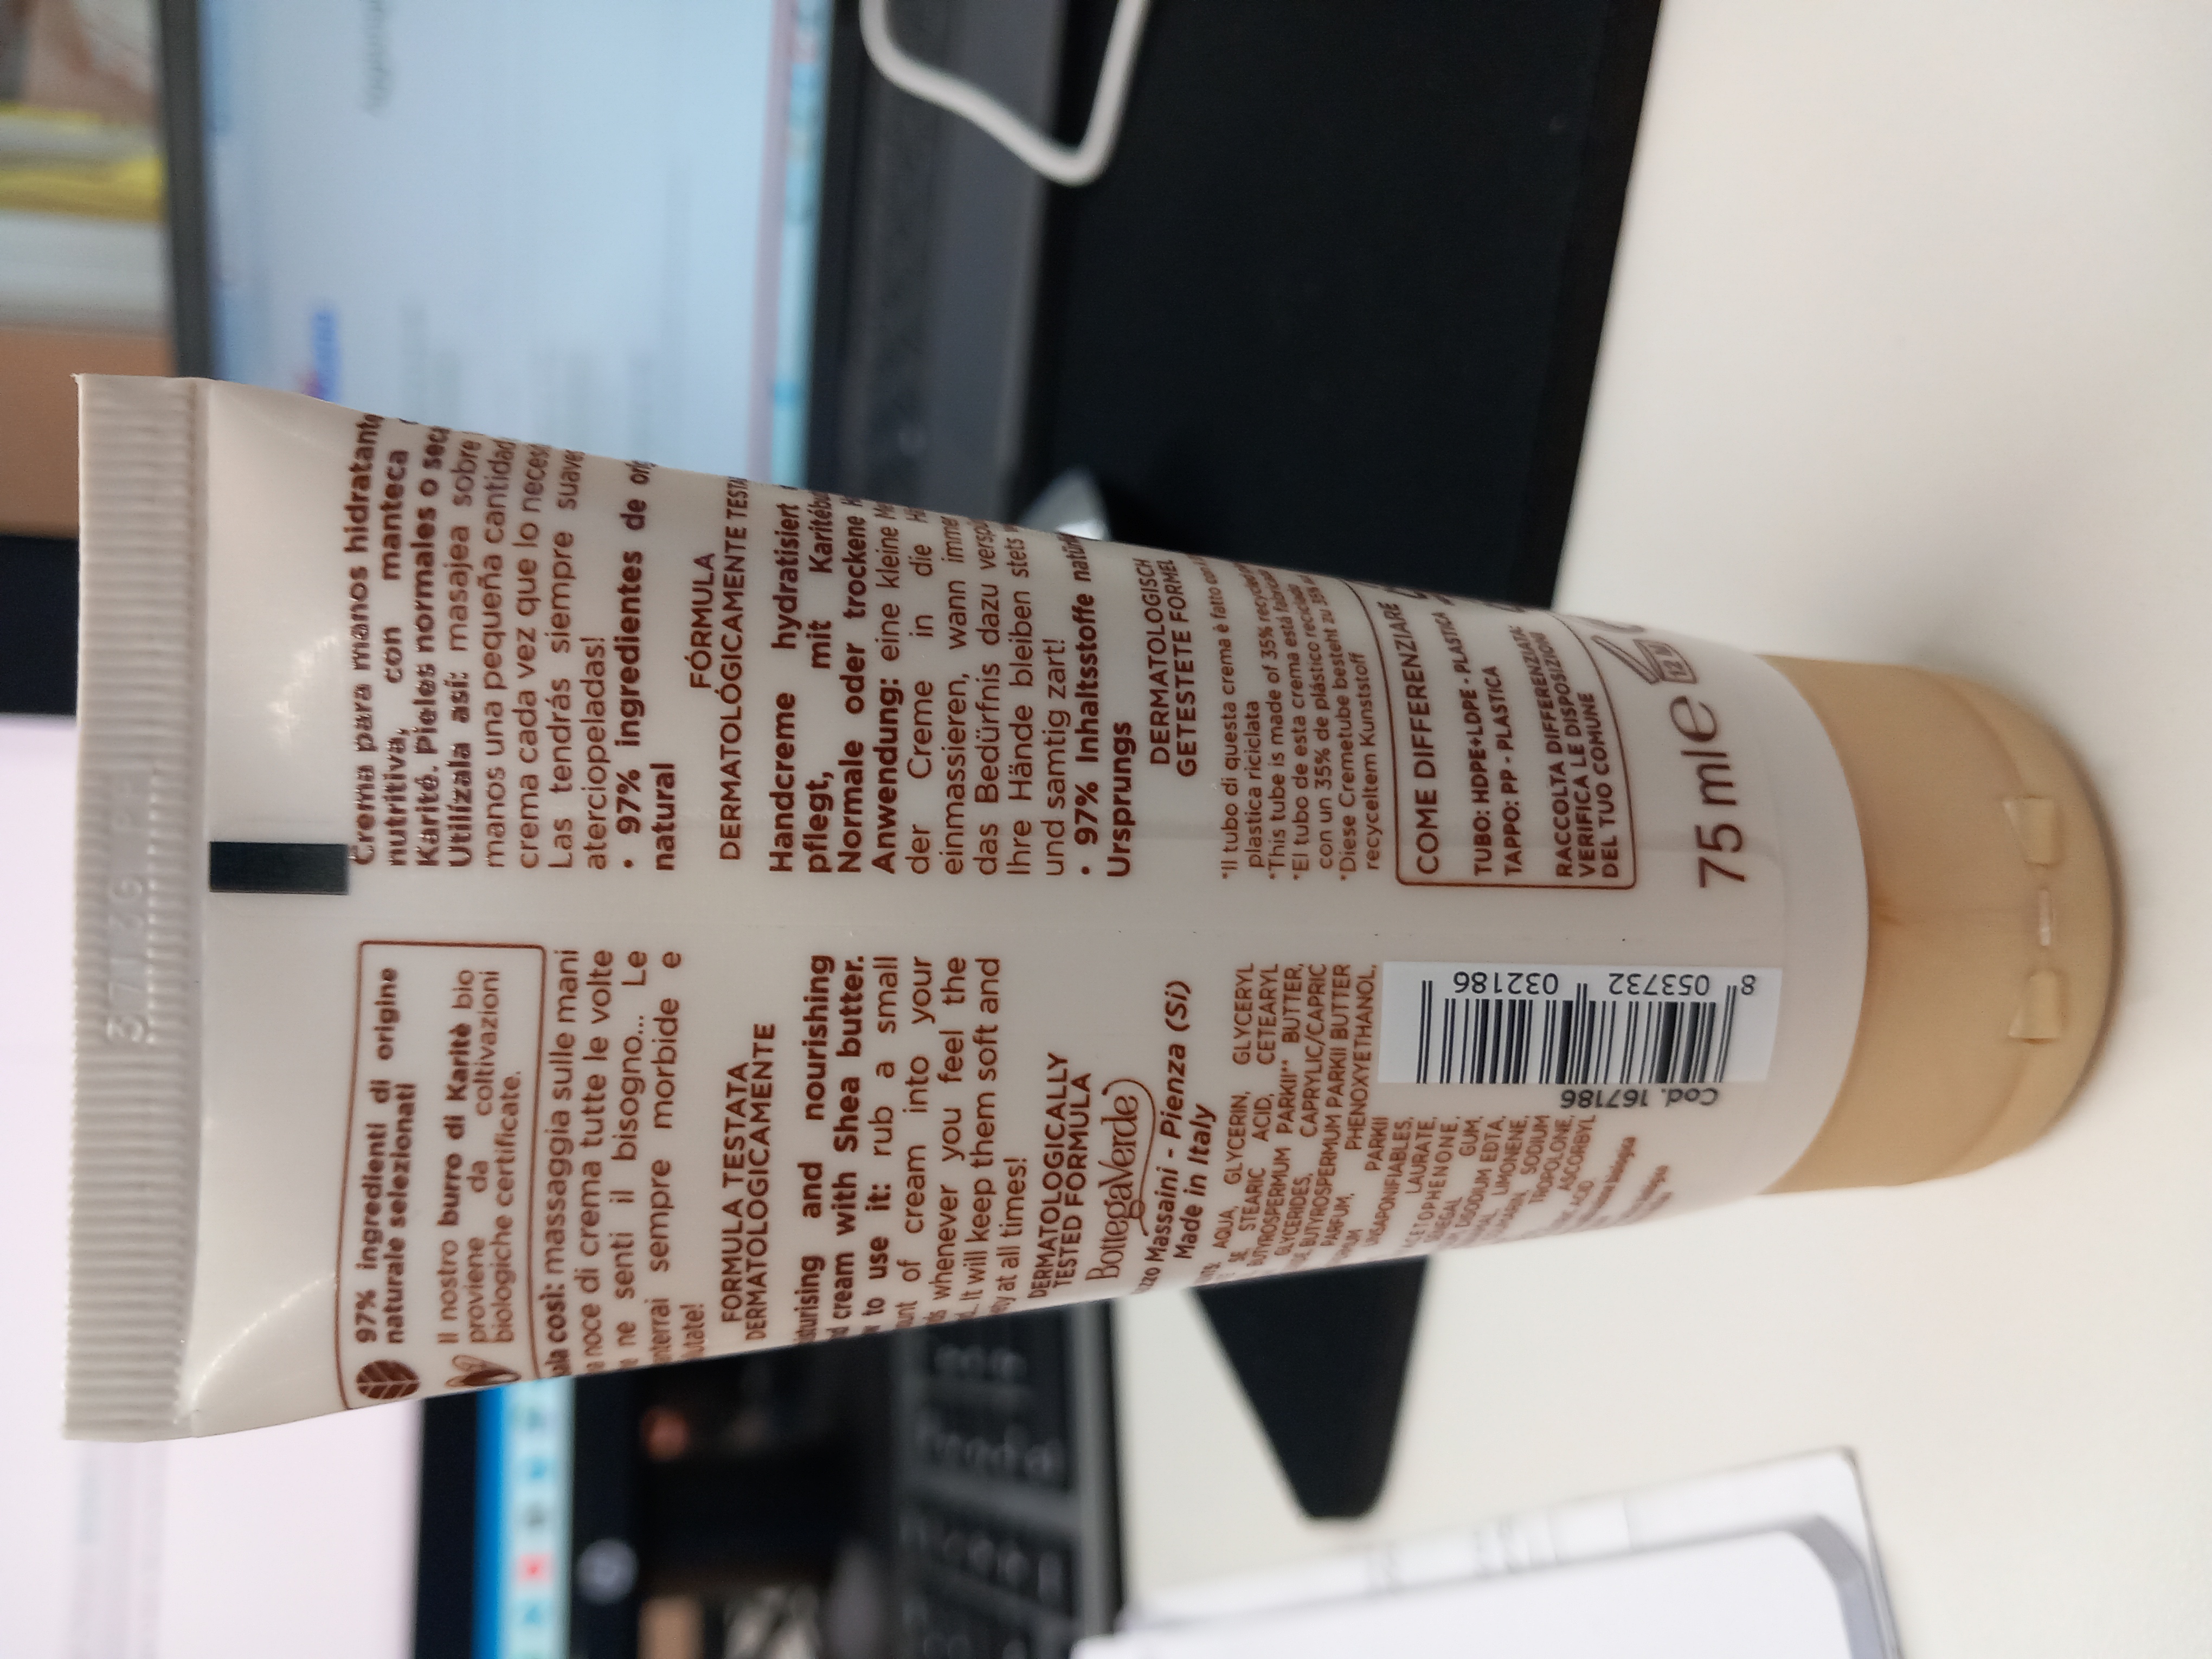 97% ingredienti di origine
naturale selezionati
Il nostro burro di Karitè bio
proviene da coltivazioni
biologiche certificate.
così: massaggia sulle mani
noce di crema tutte le volte
ne senti il bisogno... Le
sempre morbide e
FORMULA TESTATA
DERMATOLOGICAMENTE
and nourishing
cream with Shea butter.
to use it: rub a small
of cream into your
whenever you feel the
It will keep them soft and
at all times!
DERMATOLOGICALLY
TESTED FORMULA
BottegaVerde
Massaini - Pienza (Si)
Made in Italy
AQUA, GLYCERIN, GLYCERYL
SE, STEARIC ACID, CETEARYL
BUTYROSPERMUM PARKII** BUTTER,
GLYCERIDES, CAPRYLIC/CAPRIC
BUTYROSPERMUM PARKII BUTTER
PARFUM, PHENOXYETHANOL,
PARKII
UNSAPONIFIABLES,
LAURATE,
SENEGAL GUM,
DISODIUM EDTA,
LIMONENE,
SODIUM
TROPOLONE,
ASCORBYL
ACID
biologica
Cod. 167186
8 053732 032186
Crema para manos hidratante
nutritiva, con manteca
Karité. Pieles normales o
Utilízala así: masajea sobre
manos una pequeña cantidad
crema cada vez que lo
Las tendrás siempre
aterciopeladas!
• 97% ingredientes de
natural
FÓRMULA
DERMATOLÓGICAMENTE
Handcreme hydratisiert
pflegt, mit
Normale oder trockene
Anwendung: eine kleine
der Creme in die
einmassieren, wann immer
das Bedürfnis dazu
Ihre Hände bleiben stets
und samtig zart!
• 97% Inhaltsstoffe
Ursprungs
DERMATOLOGISCH
GETESTETE FORMEL
*Il tubo di questa crema è fatto con
plastica riciclata
*This tube is made of 35% recycled
*El tubo de esta crema está
con un 35% de plástico reciclado
*Diese Cremetube besteht zu 35%
recyceltem Kunststoff
COME DIFFERENZIARE
TUBO: HDPE+LDPE - PLASTICA
TAPPO: PP - PLASTICA
RACCOLTA DIFFERENZIATA:
VERIFICA LE DISPOSIZIONI
DEL TUO COMUNE
75 ml e
12 M